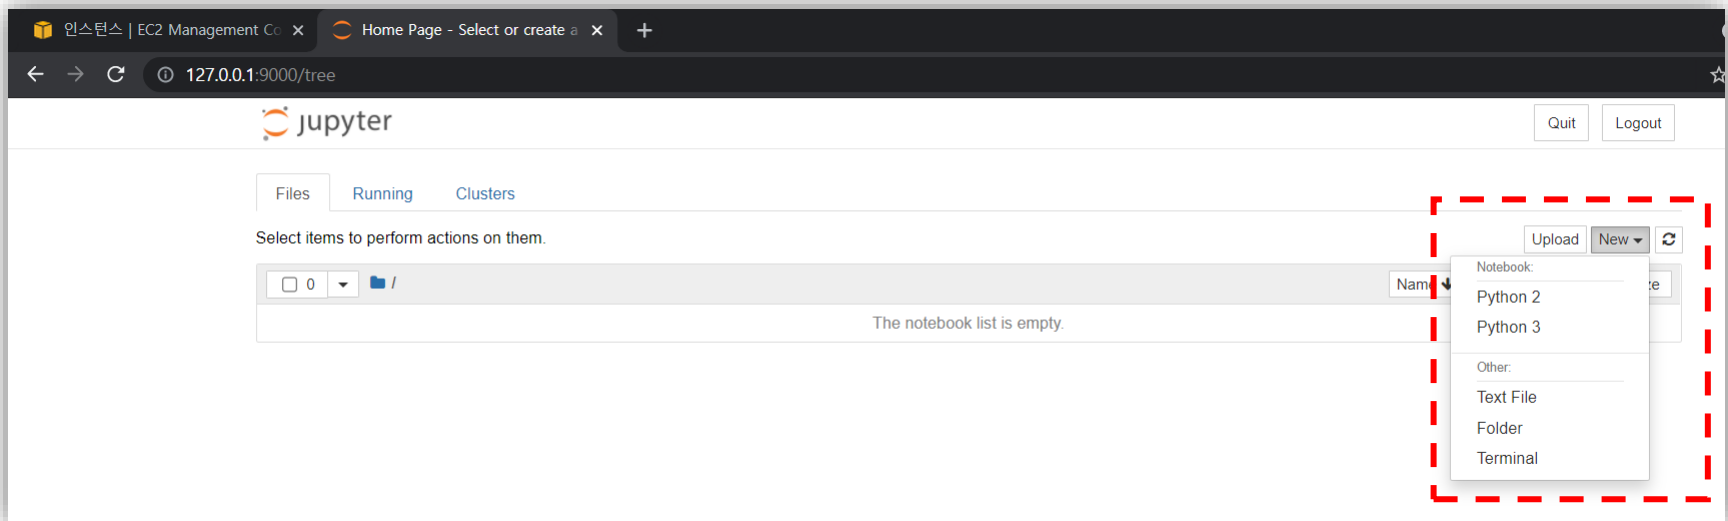 인스턴스 | EC2 Management Co
Home Page - Select or create a
127.0.0.1:9000/tree
jupyter
Quit
Logout
Files
Running
Clusters
Select items to perform actions on them.
Upload
New
0
/
Name
ze
The notebook list is empty.
Notebook:
Python 2
Python 3
Other:
Text File
Folder
Terminal